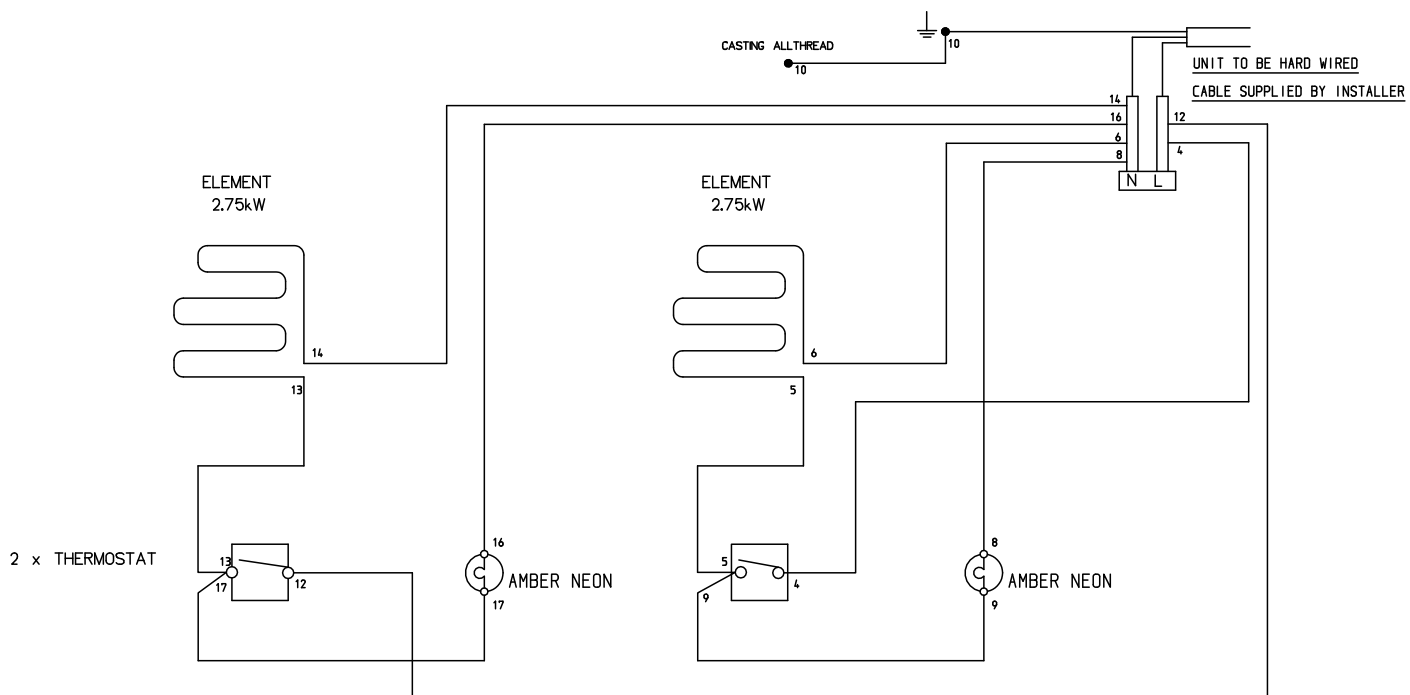 10
CASTING ALLTHREAD
10
UNIT TO BE HARD WIRED
CABLE SUPPLIED BY INSTALLER
14
16
12
6
4
8
N L
ELEMENT
2.75kW
ELEMENT
2.75kW
14
13
6
5
2 x THERMOSTAT
13
17
12
16
AMBER NEON
17
5
9
4
8
AMBER NEON
9